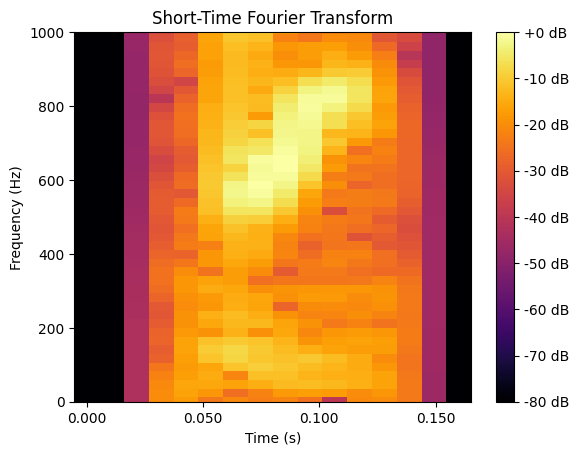 Short-Time Fourier Transform
1000
800
600
400
200
0
Frequency (Hz)
0.000
0.050
0.100
0.150
Time (s)
+0 dB
-10 dB
-20 dB
-30 dB
-40 dB
-50 dB
-60 dB
-70 dB
-80 dB